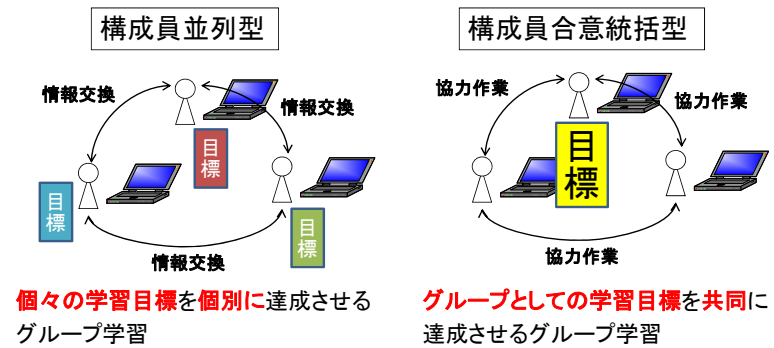 構成員並列型
情報交換
情報交換
目標
目標
目標
情報交換
個々の学習目標を個別に達成させる
グループ学習
構成員合意統括型
協力作業
協力作業
目標
協力作業
グループとしての学習目標を共同に
達成させるグループ学習